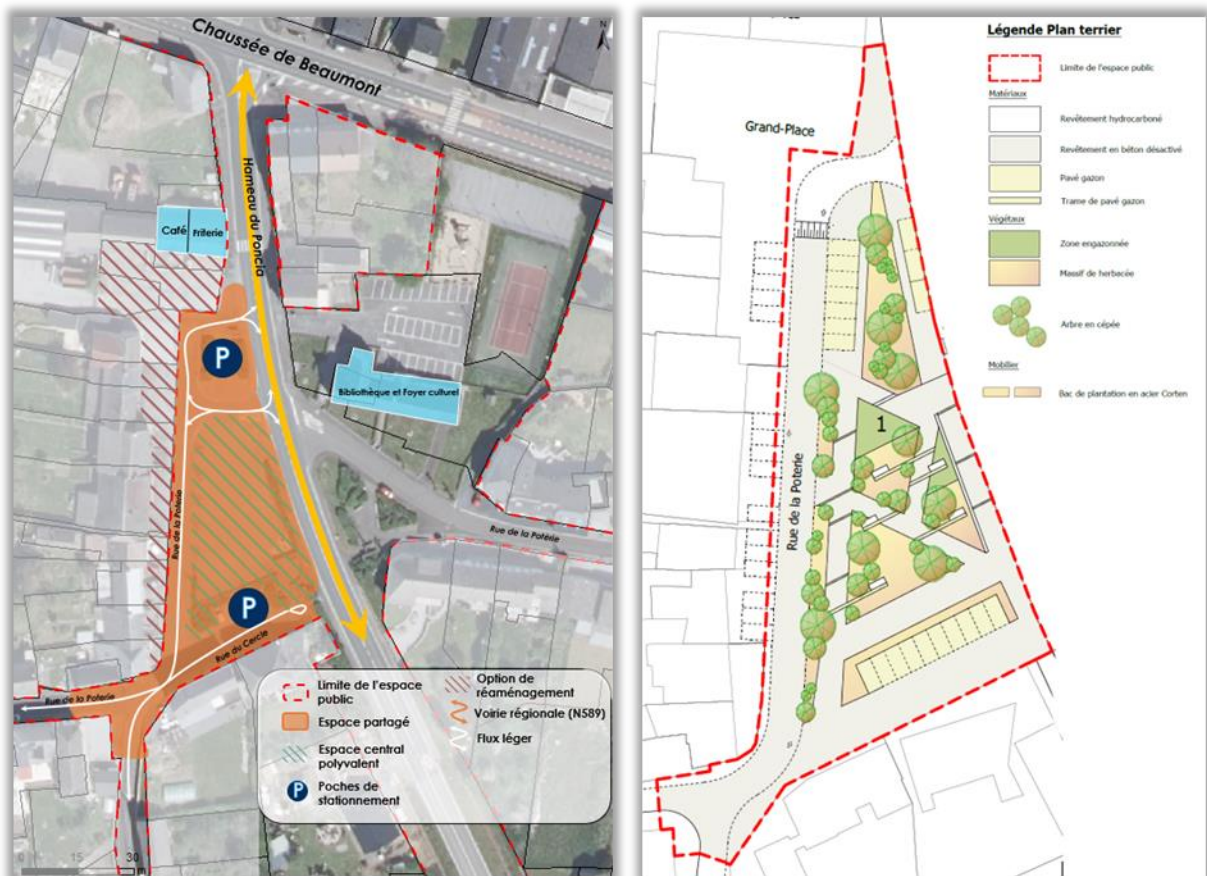 Chaussée de Beaumont
N
Hameau du Poncia
Café
Friterie
P
Bibliothèque et Foyer culturel
Rue de la Poterie
Rue de la Potérie
P
Rue du Cercle
Rue de la Poterie
Limite de l'espace
public
Espace partagé
Espace central
polyvalent
P
Poches de
stationnement
Option de
réaménagement
Voirie régionale (N589)
Flux léger
0
15
30
Grand-Place
Rue de la Poterie
1
Légende Plan terrier
Limite de l'espace public
Matériaux
Revêtement hydrocarboné
Revêtement en béton désactivé
Pavé gazon
Trame de pavé gazon
Végétaux
Zone engazonnée
Massif de herbecée
Arbre en cépée
Mobilier
Bac de plantation en acier Corten